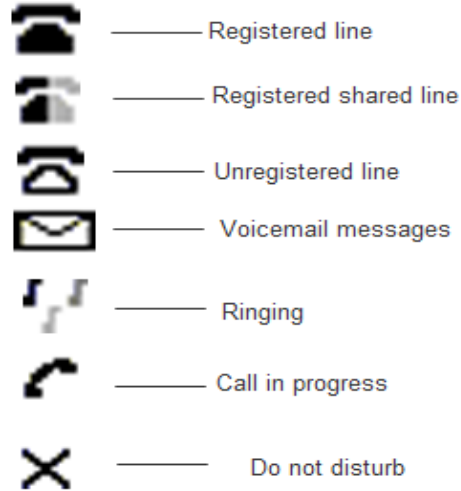 Registered line
Registered shared line
Unregistered line
Voicemail messages
Ringing
Call in progress
Do not disturb